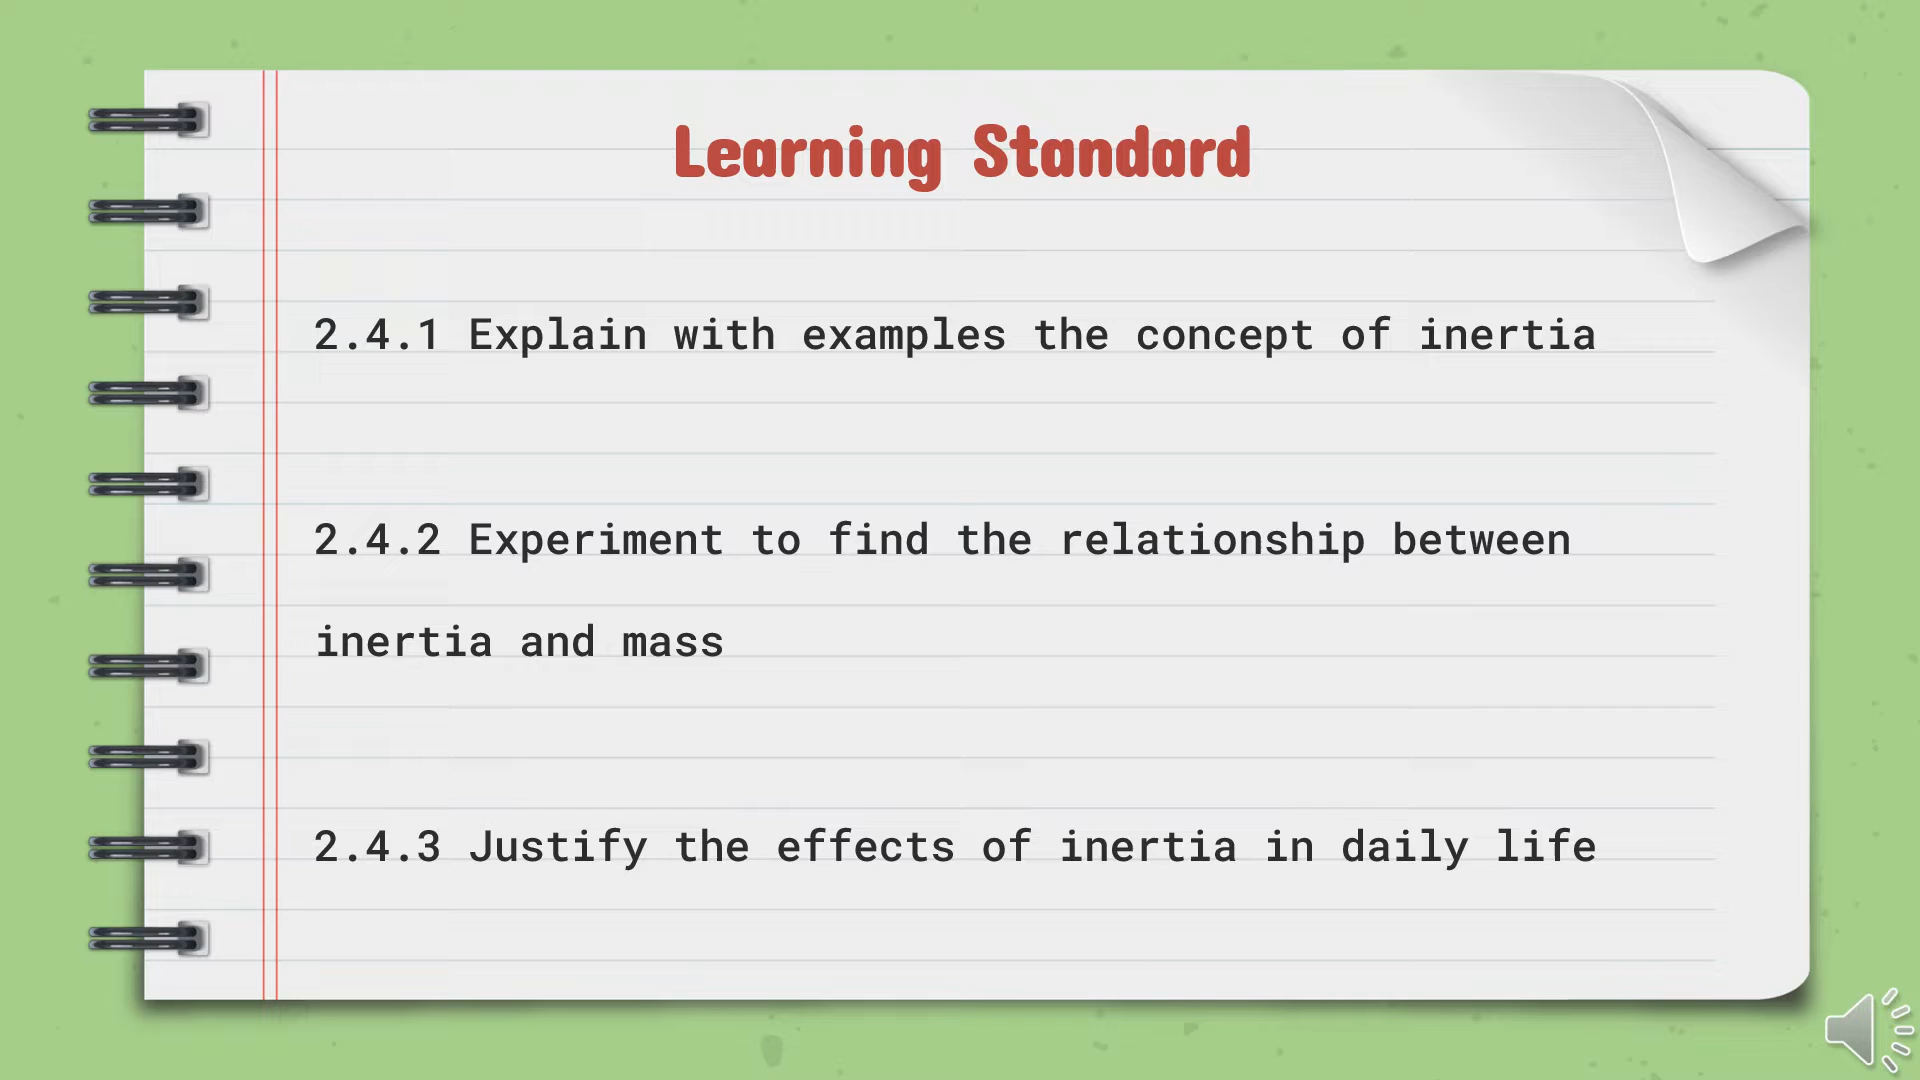 Learning Standard
2.4.1 Explain with examples the concept of inertia
2.4.2 Experiment to find the relationship between
inertia and mass
2.4.3 Justify the effects of inertia in daily life